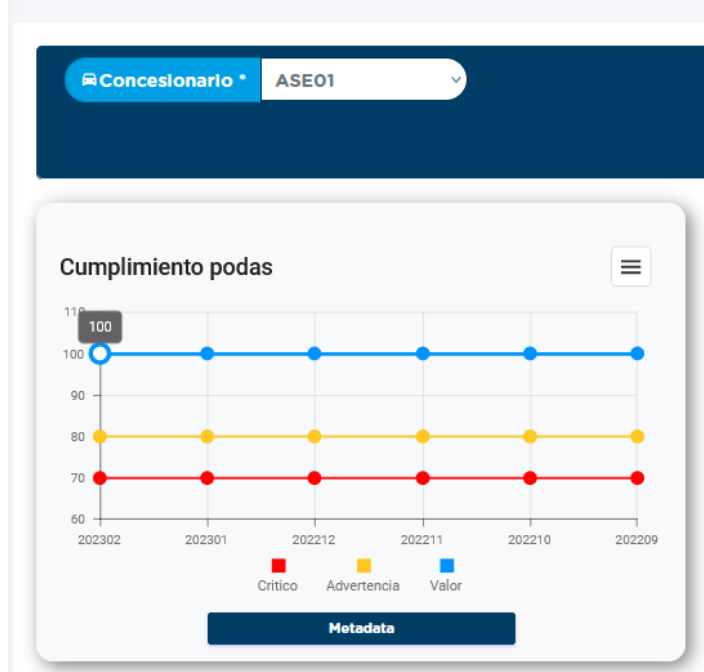 Concesionario *
ASE01
Cumplimiento podas
110
100
100
90
80
70
60
202302 202301 202212 202211 202210 202209
Critico Advertencia Valor
Metadata